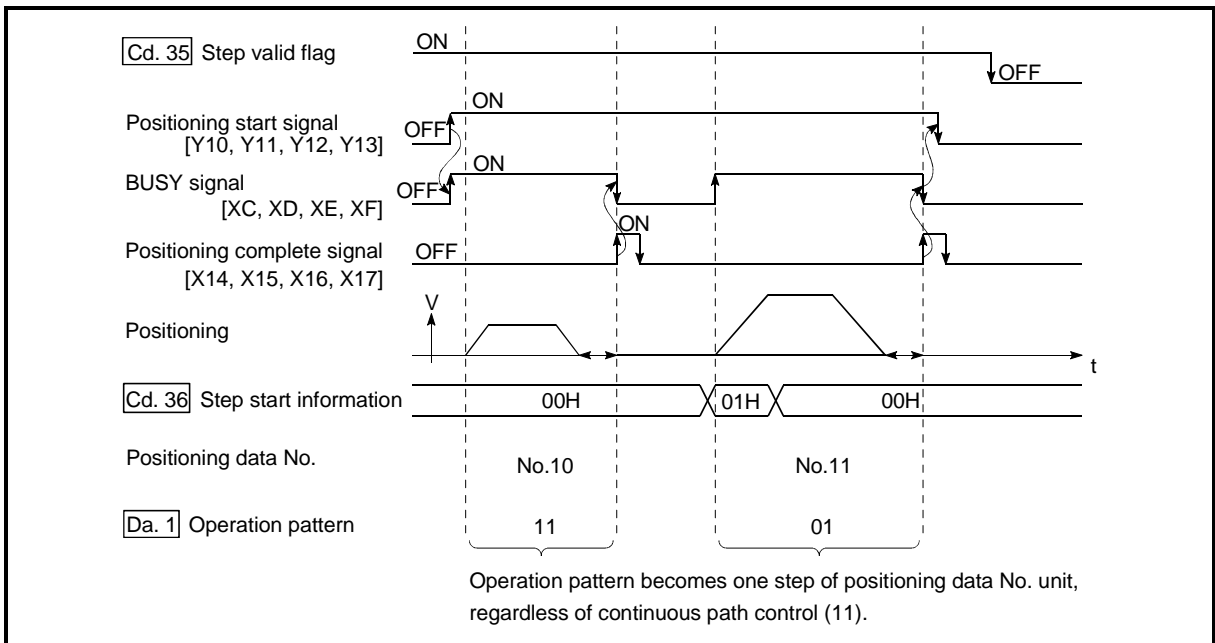 Cd. 35 Step valid flag
ON
OFF
Positioning start signal
[Y10, Y11, Y12, Y13]
OFF
ON
BUSY signal
[XC, XD, XE, XF]
OFF
ON
Positioning complete signal
[X14, X15, X16, X17]
OFF
ON
Positioning
V
t
Cd. 36 Step start information
00H
01H
00H
Positioning data No.
No.10
No.11
Da. 1 Operation pattern
11
01
Operation pattern becomes one step of positioning data No. unit,
regardless of continuous path control (11).